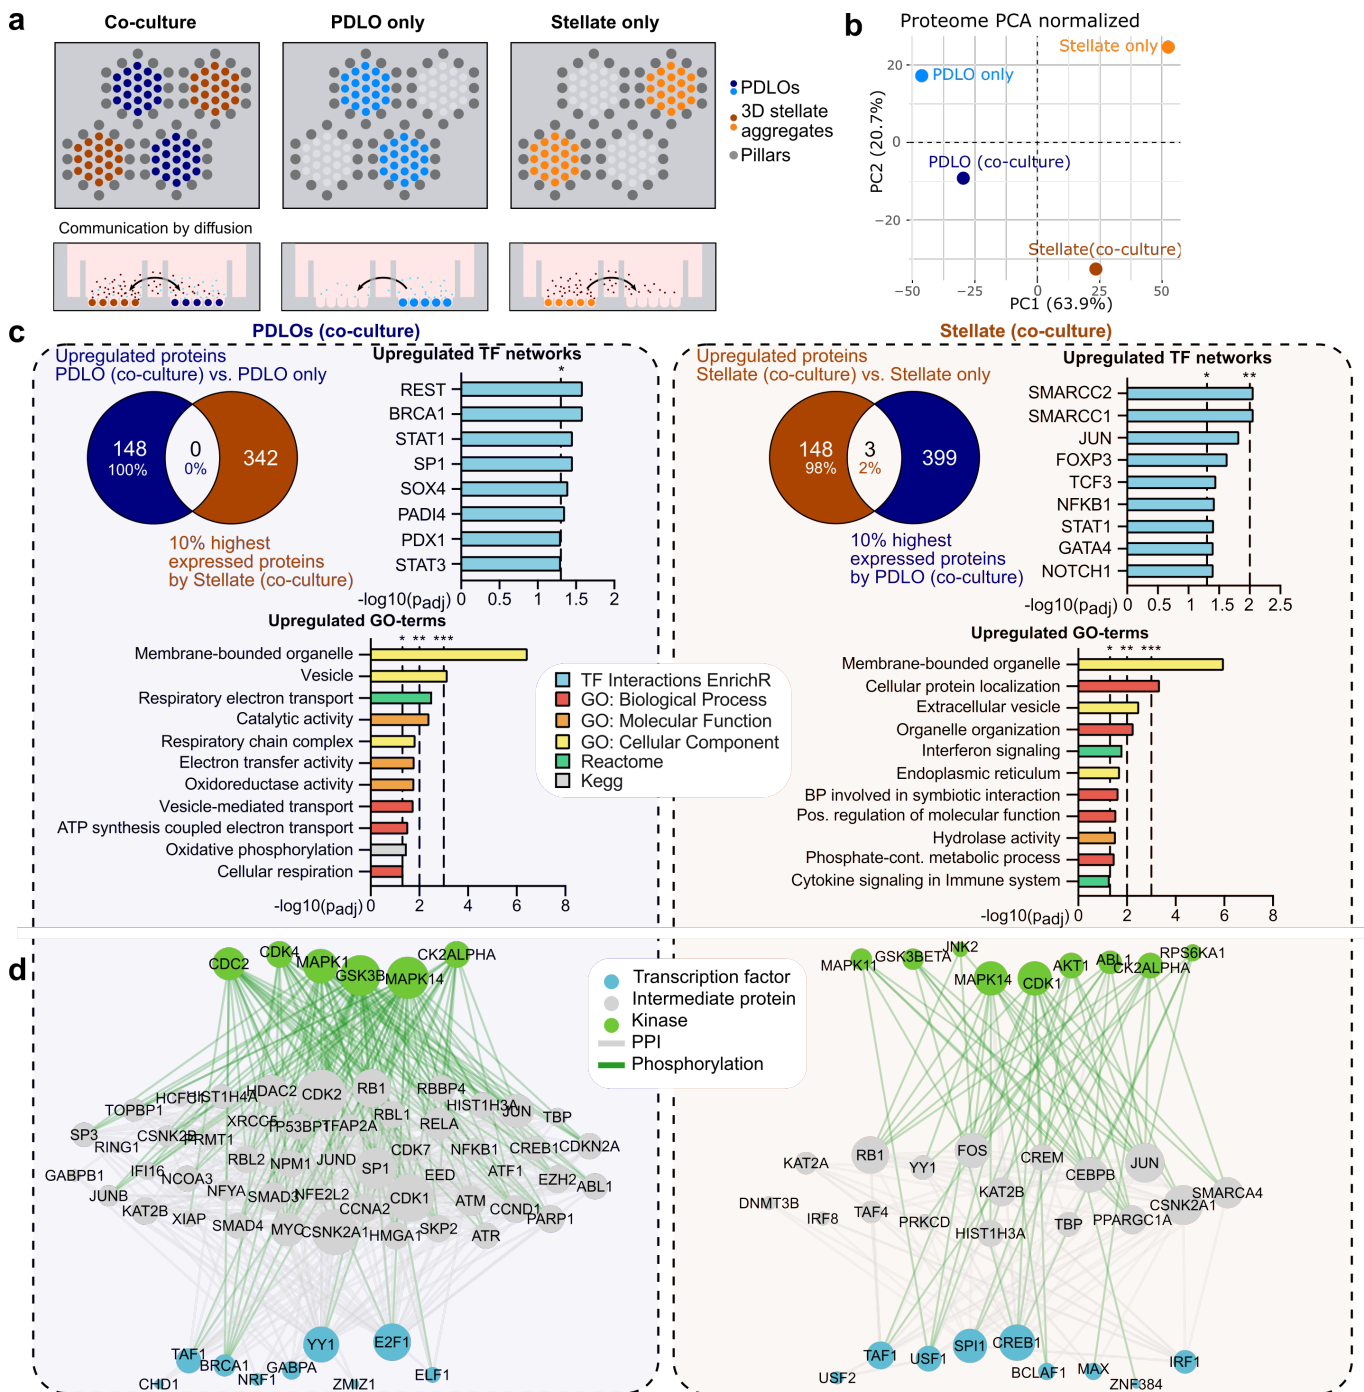 a
Co-culture
PDLO only
Stellate only
PDLOs
3D stellate
aggregates
Pillars
Communication by diffusion
b
Proteome PCA normalized
Stellate only
PDLO only
PDLO (co-culture)
Stellate(co-culture)
PC2 (20.7%)
20
0
−20
−50
−25
0
25
50
PC1 (63.9%)
c
PDLOs (co-culture)
Upregulated proteins
PDLO (co-culture) vs. PDLO only
148
100%
0
0%
342
10% highest
expressed proteins
by Stellate (co-culture)
Upregulated TF networks
*
REST
BRCA1
STAT1
SP1
SOX4
PADI4
PDX1
STAT3
-log10(padj)
0 0.5 1 1.5 2
Upregulated GO-terms
* ** ***
Membrane-bounded organelle
Vesicle
Respiratory electron transport
Catalytic activity
Respiratory chain complex
Electron transfer activity
Oxidoreductase activity
Vesicle-mediated transport
ATP synthesis coupled electron transport
Oxidative phosphorylation
Cellular respiration
-log10(padj)
0 2 4 6 8
TF Interactions EnrichR
GO: Biological Process
GO: Molecular Function
GO: Cellular Component
Reactome
Kegg
Stellate (co-culture)
Upregulated proteins
Stellate (co-culture) vs. Stellate only
148
98%
3
2%
399
10% highest
expressed proteins
by PDLO (co-culture)
Upregulated TF networks
* **
SMARCC2
SMARCC1
JUN
FOXP3
TCF3
NFKB1
STAT1
GATA4
NOTCH1
-log10(padj)
0 0.5 1 1.5 2 2.5
Upregulated GO-terms
* ** ***
Membrane-bounded organelle
Cellular protein localization
Extracellular vesicle
Organelle organization
Interferon signaling
Endoplasmic reticulum
BP involved in symbiotic interaction
Pos. regulation of molecular function
Hydrolase activity
Phosphate-cont. metabolic process
Cytokine signaling in Immune system
-log10(padj)
0 2 4 6 8
d
CDC2 CDK4 MAPK1 GSK3B MAPK14 CK2ALPHA
HDAC2 CDK2 RB1 RBBP4
HIST1H4A
TOPBP1 XRCC5 TP53BP1 TFAP2A RBL1 RELA HIST1H3A JUN TBP
SP3 RING1 CSNK2B PRMT1 CDK7 NFKB1 CREB1 CDKN2A
GABPB1 IFI16 NCOA3 RBL2 NPM1 JUND SP1 EED ATF1 EZH2 ABL1
JUNB NFYA SMAD3 NFE2L2 CDK1 ATM
KAT2B XIAP SMAD4 MYC CSNK2A1 CCNA2 HMGA1 SKP2 ATR CCND1 PARP1
TAF1 BRCA1 GABPA YY1 E2F1 ELF1
CHD1 NRF1 ZMIZ1
Transcription factor
Intermediate protein
Kinase
PPI
Phosphorylation
MAPK11 GSK3BETA JNK2 MAPK14 CDK1 AKT1 ABL1 CK2ALPHA RPS6KA1
KAT2A RB1 YY1 FOS CREM CEBPB JUN
DNMT3B IRF8 TAF4 PRKCD KAT2B HIST1H3A TBP PPARGC1A CSNK2A1 SMARCA4
TAF1 USF1 SPI1 CREB1 IRF1
USF2 BCLAF1 MAX ZNF384